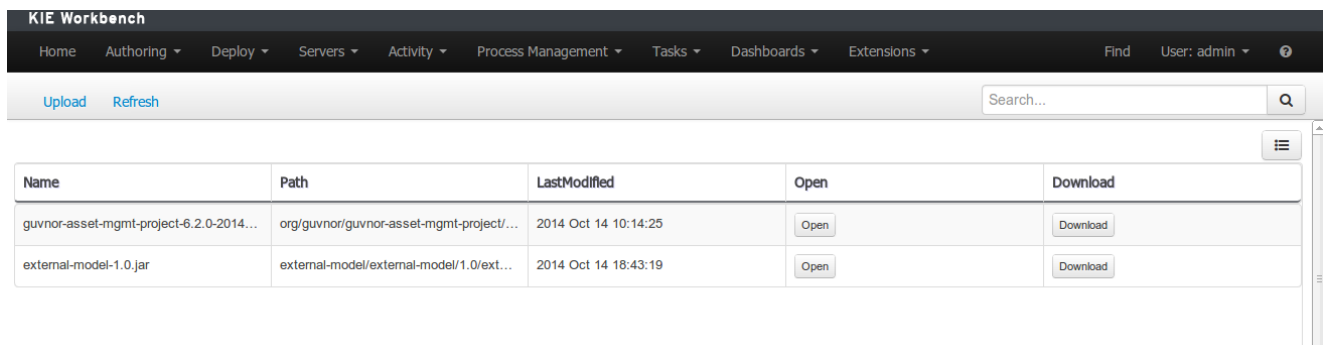 KIE Workbench
Home Authoring Deploy Servers Activity Process Management Tasks Dashboards Extensions Find User: admin
Upload Refresh Search...
Name Path LastModified Open Download
guvnor-asset-mgmt-project-6.2.0-2014... org/guvnor/guvnor-asset-mgmt-project/... 2014 Oct 14 10:14:25 Open Download
external-model-1.0.jar external-model/external-model/1.0/ext... 2014 Oct 14 18:43:19 Open Download